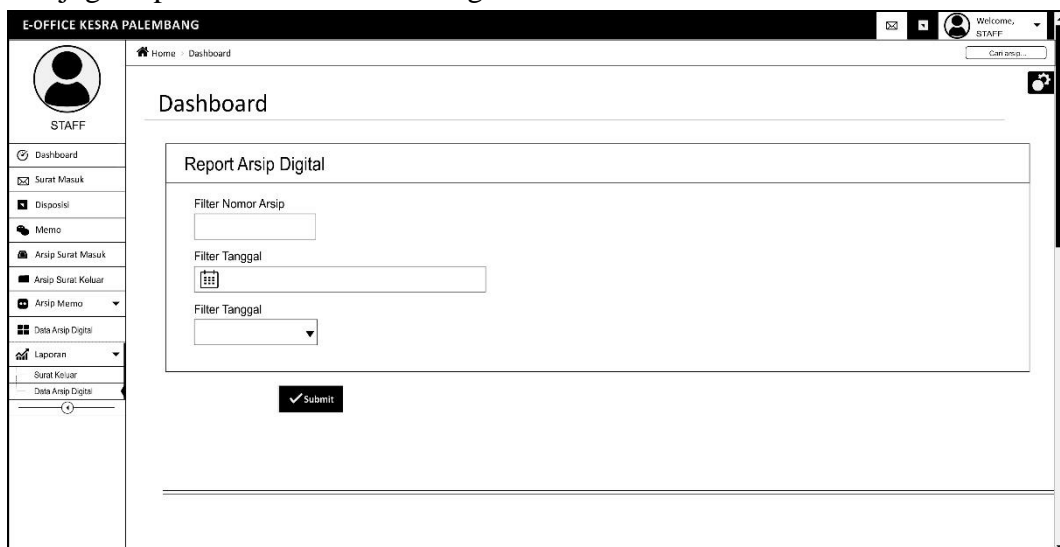 E-OFFICE KESRA PALEMBANG
Welcome,
STAFF
Home Dashboard
Cari arsip...
STAFF
Dashboard
Dashboard
Surat Masuk
Disposisi
Memo
Arsip Surat Masuk
Arsip Surat Keluar
Arsip Memo
Data Arsip Digital
Laporan
Surat Keluar
Data Arsip Digital
Report Arsip Digital
Filter Nomor Arsip
Filter Tanggal
Filter Tanggal
Submit